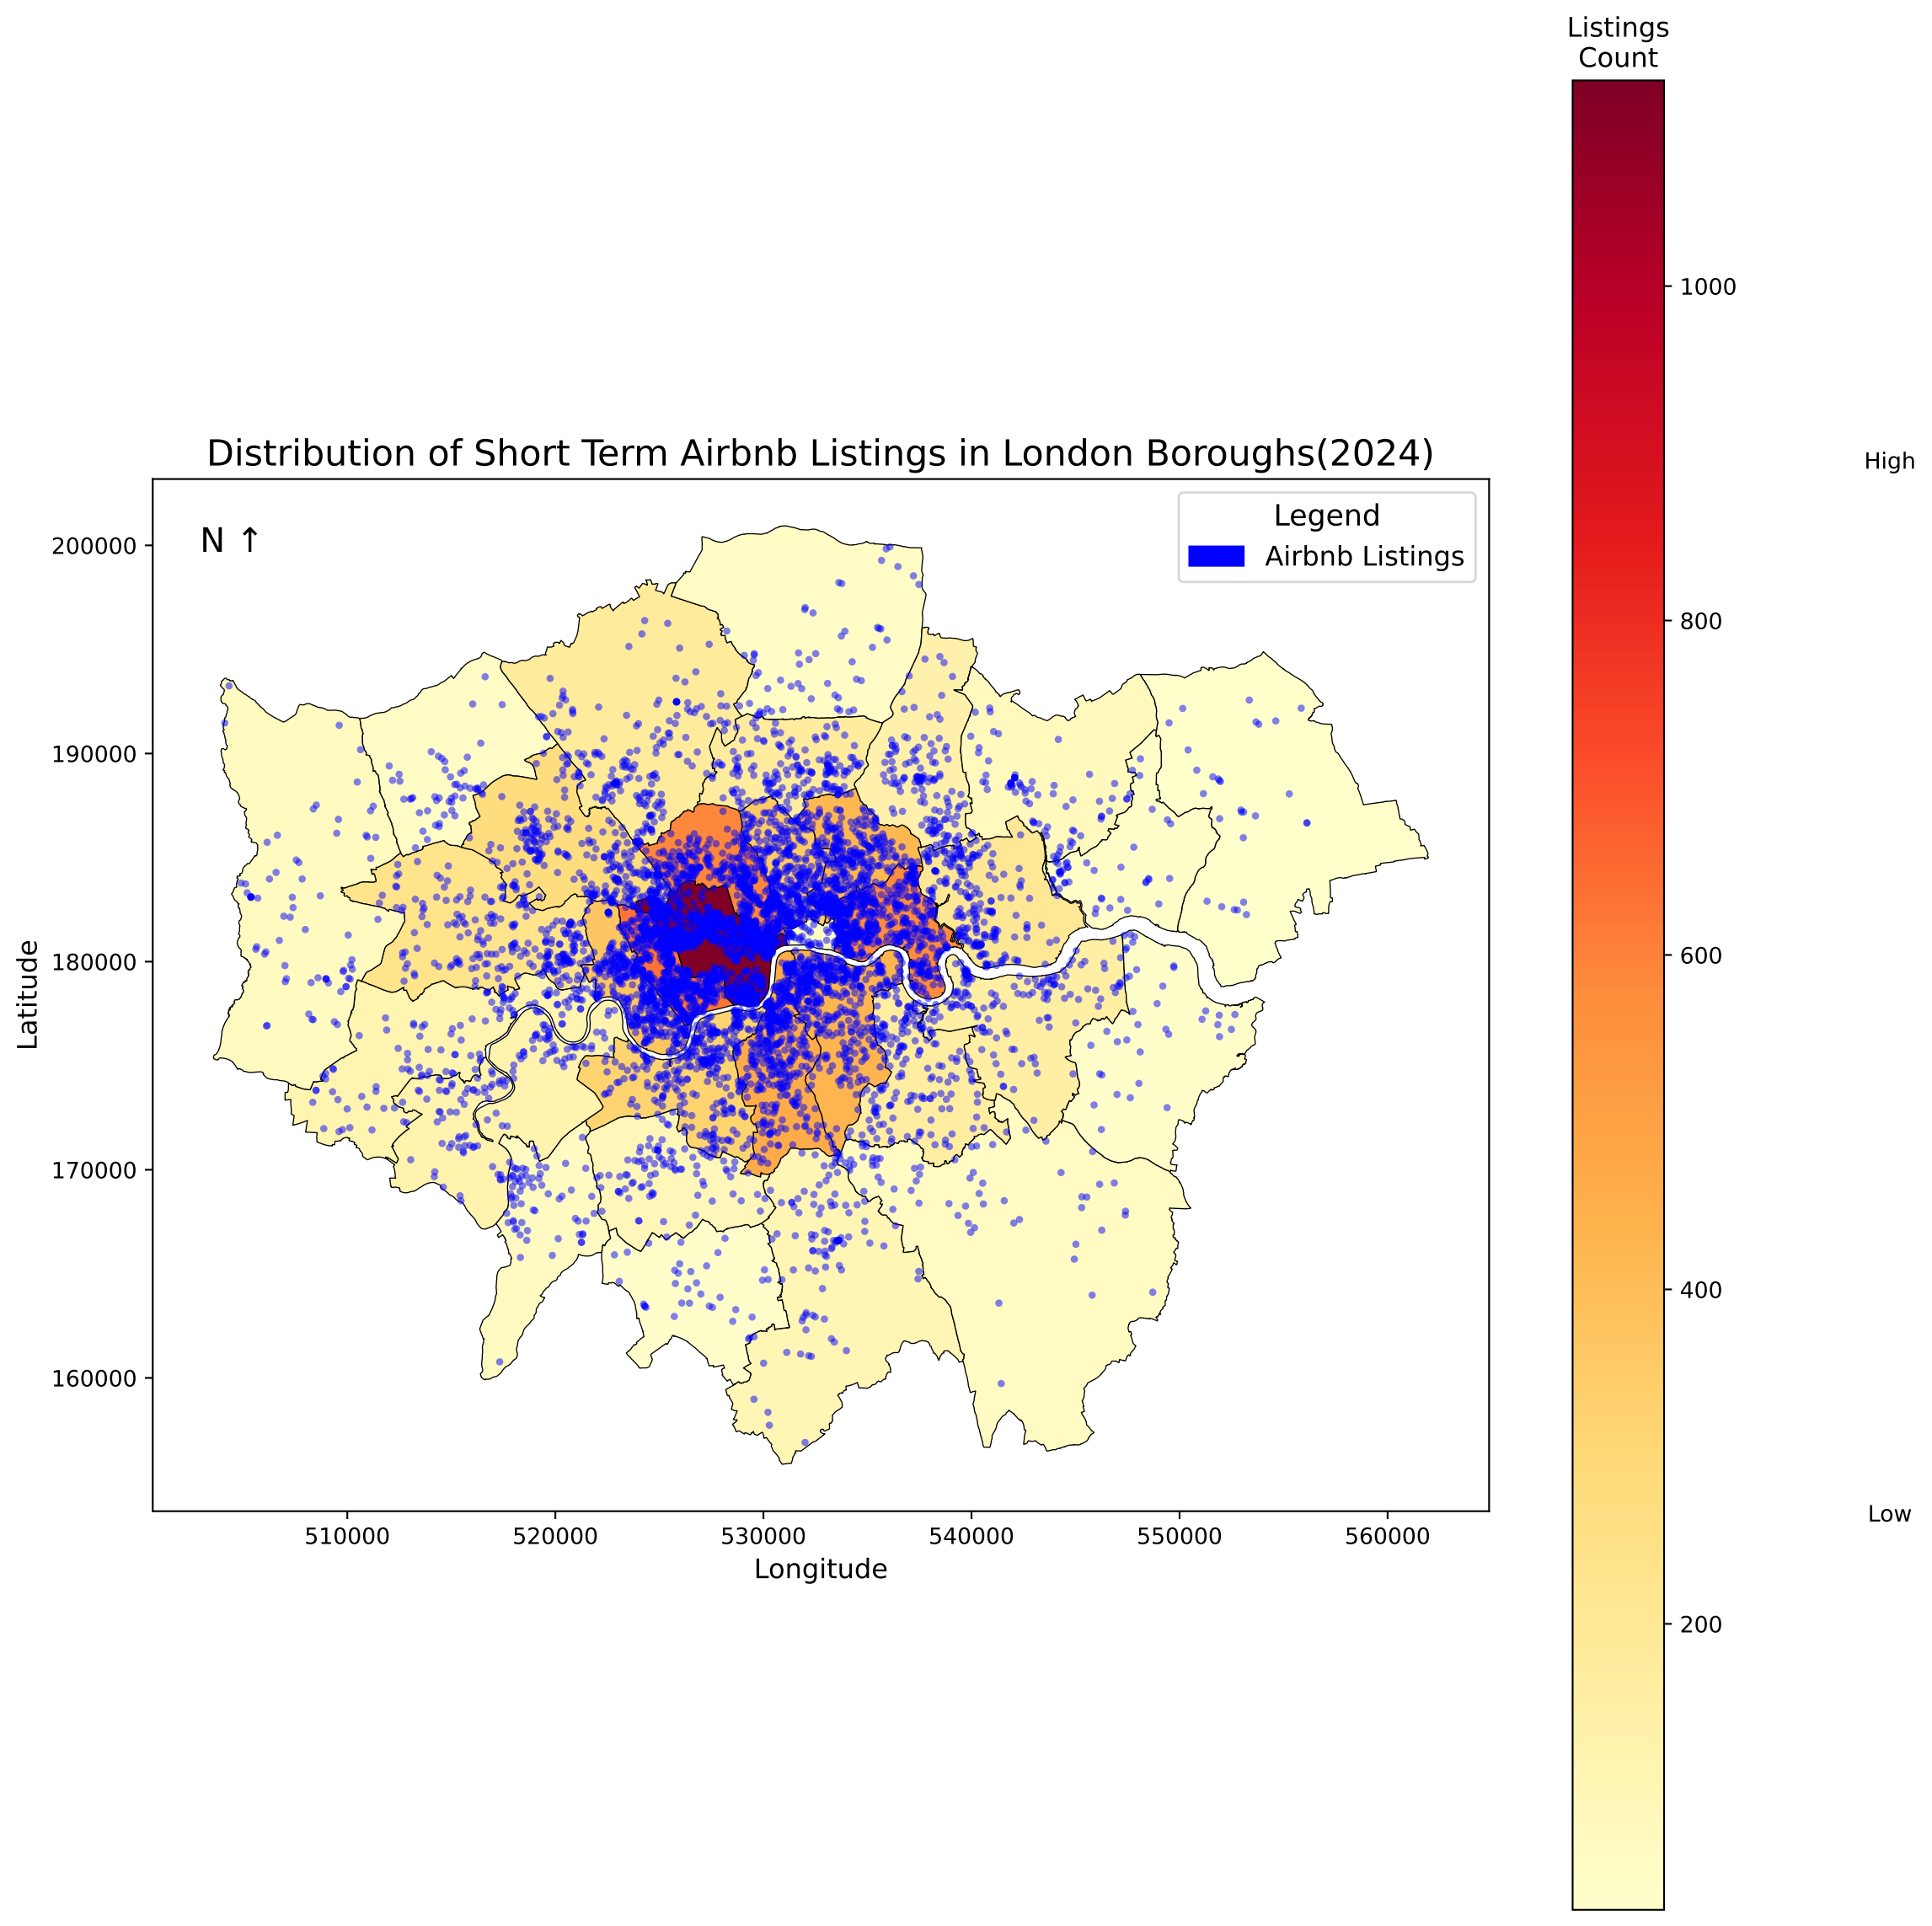 Listings
Count
1000
800
600
400
200
High
Low
Distribution of Short Term Airbnb Listings in London Boroughs(2024)
N ↑
Legend
Airbnb Listings
Latitude
200000
190000
180000
170000
160000
510000 520000 530000 540000 550000 560000
Longitude